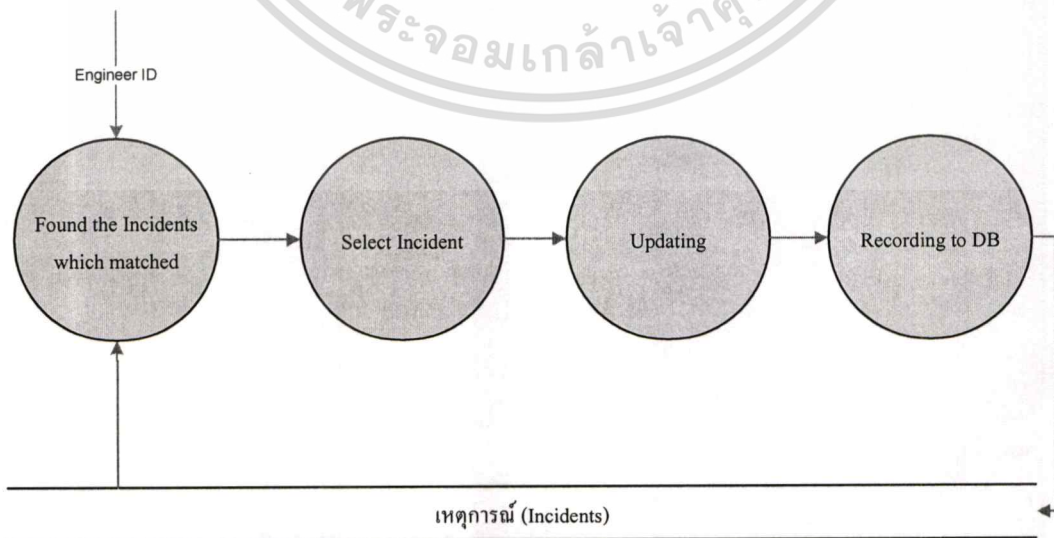 พระจอมเกล้าเจ้าคุ
Engineer ID
Found the Incidents
which matched
Select Incident
Updating
Recording to DB
เหตุการณ์ (Incidents)